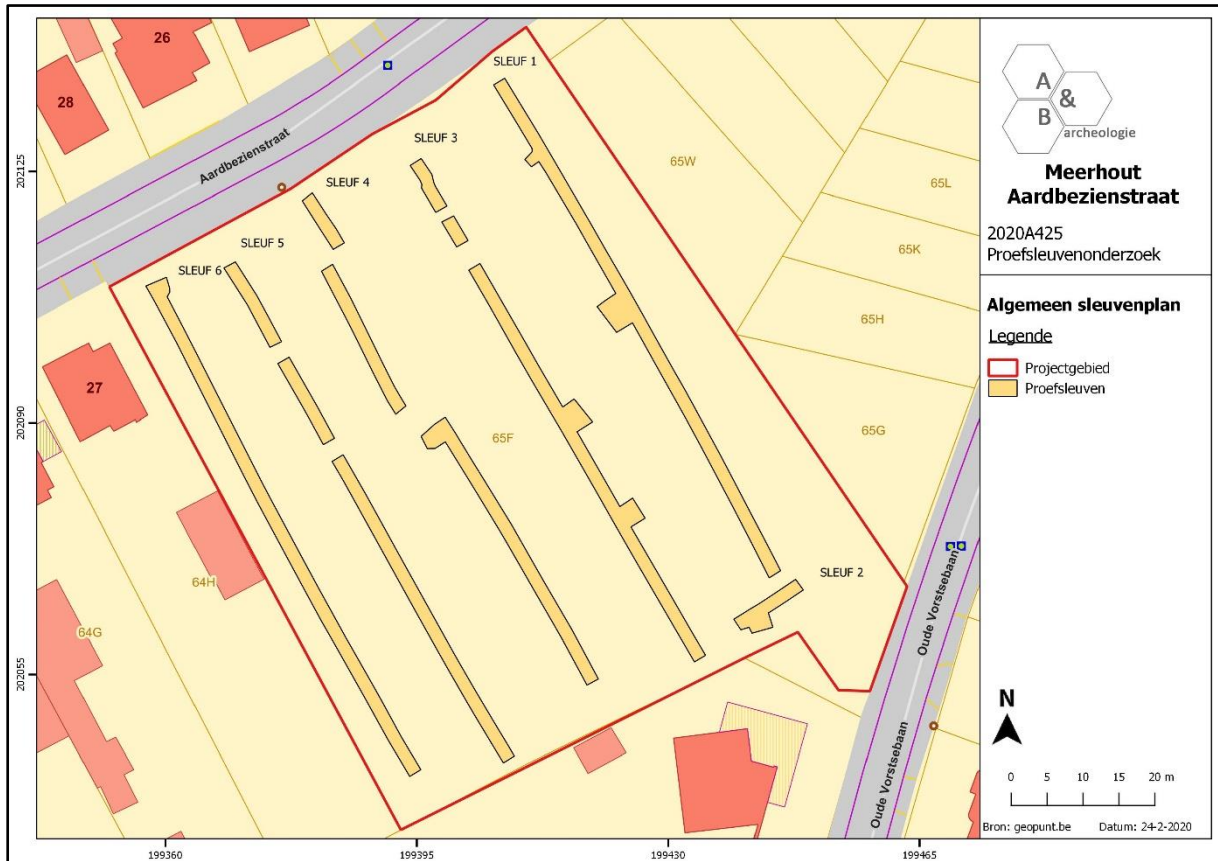 26
28
Aardbezienstraat
SLEUF 1
SLEUF 3
SLEUF 4
SLEUF 5
SLEUF 6
SLEUF 2
65W
65L
65K
65H
65G
65F
27
64H
64G
Oude Vorstsebaan
Oude Vorstsebaan
202125
202090
202055
199360
199395
199430
199465
A
&
B
archeologie
Meerhout
Aardbezienstraat
2020A425
Proefsleuvenonderzoek
Algemeen sleuvenplan
Legende
Projectgebied
Proefsleuven
N
0 5 10 15 20 m
Bron: geopunt.be Datum: 24-2-2020